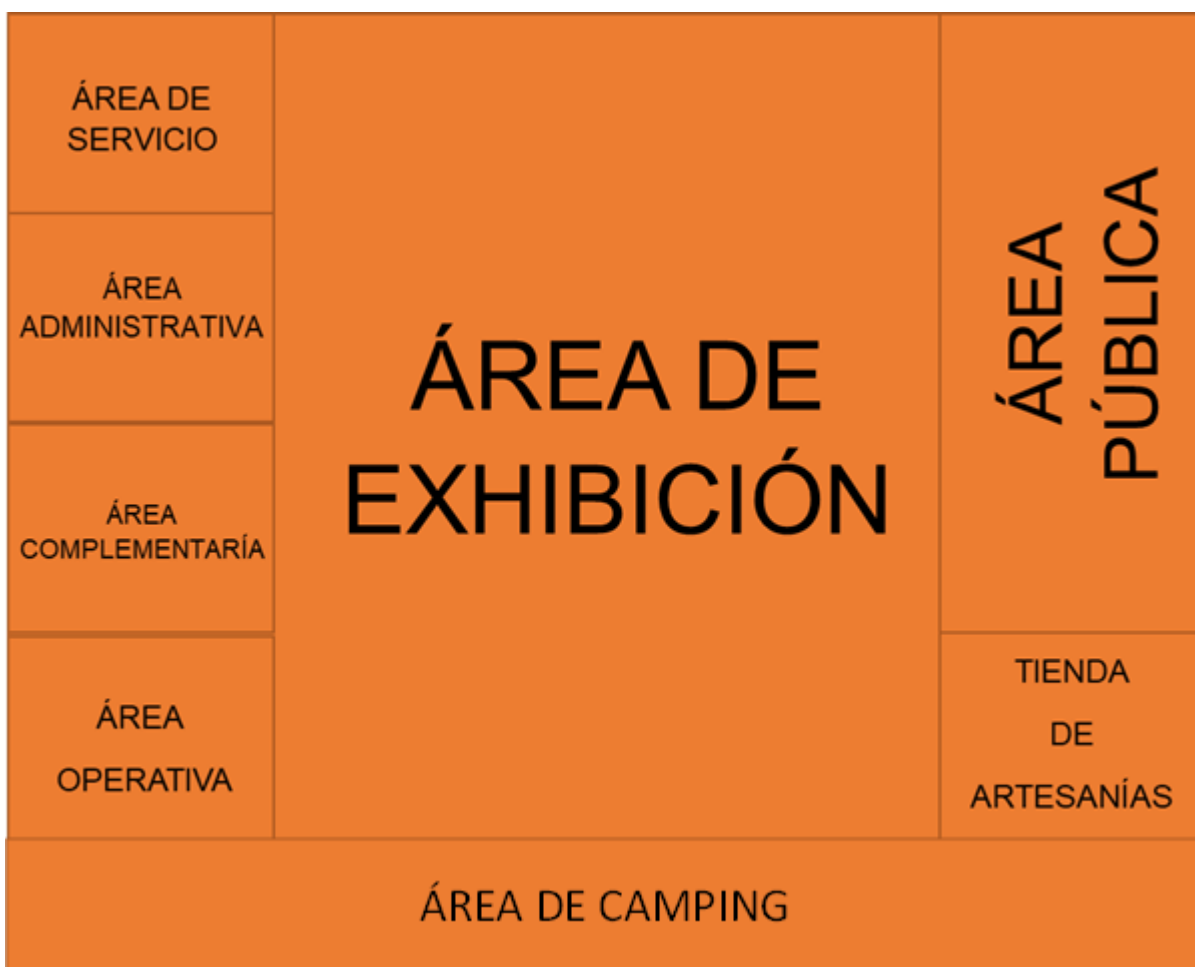 ÁREA DE
SERVICIO
ÁREA
ADMINISTRATIVA
ÁREA
COMPLEMENTARÍA
ÁREA
OPERATIVA
ÁREA DE
EXHIBICIÓN
ÁREA
PÚBLICA
TIENDA
DE
ARTESANÍAS
ÁREA DE CAMPING